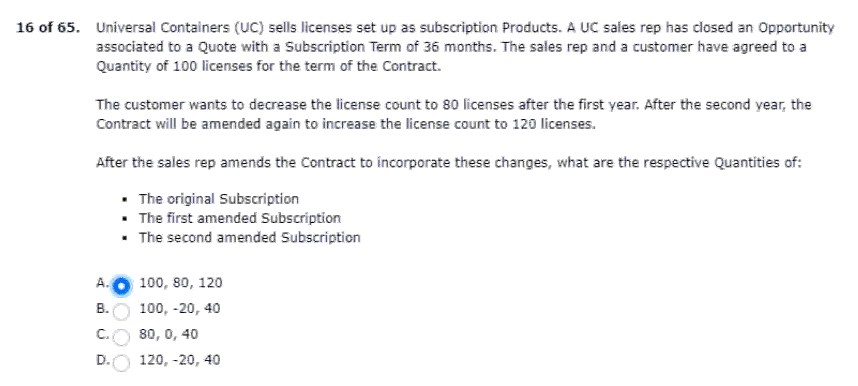 16 of 65. Universal Containers (UC) sells licenses set up as subscription Products. A UC sales rep has closed an Opportunity
associated to a Quote with a Subscription Term of 36 months. The sales rep and a customer have agreed to a
Quantity of 100 licenses for the term of the Contract.
The customer wants to decrease the license count to 80 licenses after the first year. After the second year, the
Contract will be amended again to increase the license count to 120 licenses.
After the sales rep amends the Contract to incorporate these changes, what are the respective Quantities of:
▪ The original Subscription
▪ The first amended Subscription
▪ The second amended Subscription
A. 100, 80, 120
B. 100, -20, 40
C. 80, 0, 40
D. 120, -20, 40